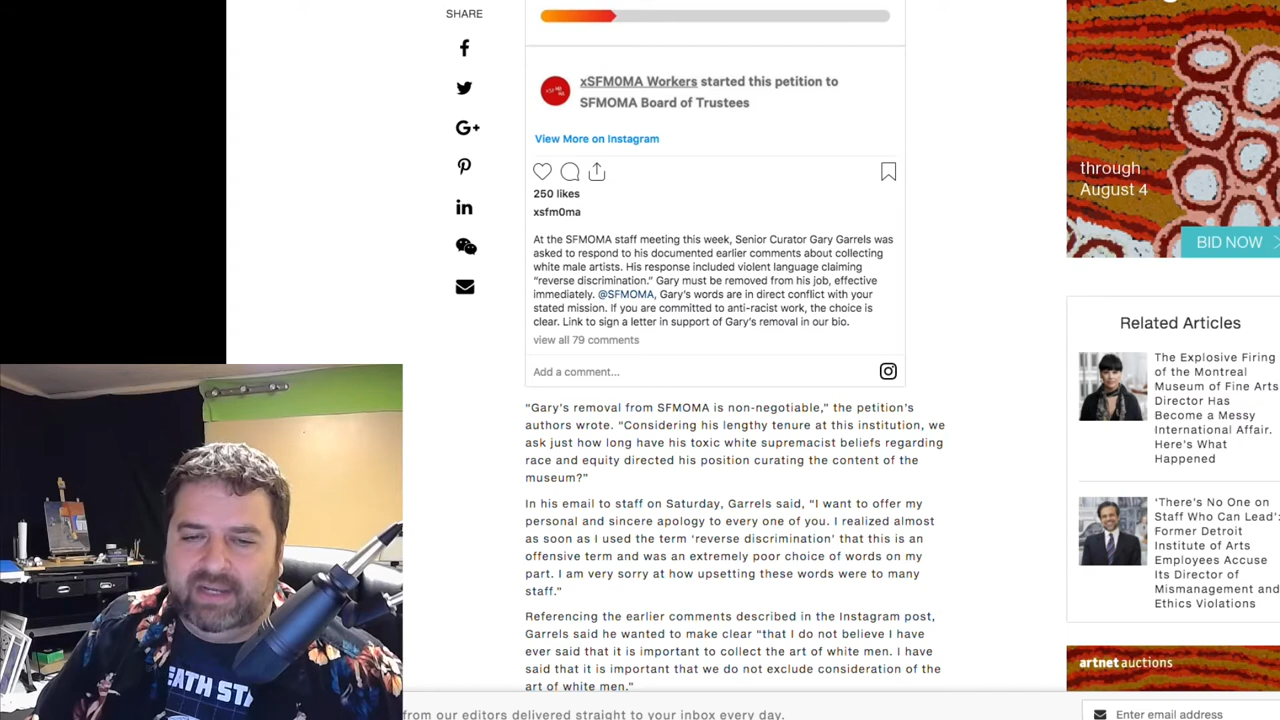 SHARE
xSFM0MA Workers started this petition to
SFMOMA Board of Trustees
View More on Instagram
250 likes
xsfm0ma
At the SFMOMA staff meeting this week, Senior Curator Gary Garrels was
asked to respond to his documented earlier comments about collecting
white male artists. His response included violent language claiming
“reverse discrimination.” Gary must be removed from his job, effective
immediately. @SFMOMA, Gary's words are in direct conflict with your
stated mission. If you are committed to anti-racist work, the choice is
clear. Link to sign a letter in support of Gary's removal in our bio.
view all 79 comments
Add a comment...
“Gary’s removal from SFMOMA is non-negotiable,” the petition’s
authors wrote. “Considering his lengthy tenure at this institution, we
ask just how long have his toxic white supremacist beliefs regarding
race and equity directed his position curating the content of the
museum?”
In his email to staff on Saturday, Garrels said, “I want to offer my
personal and sincere apology to every one of you. I realized almost
as soon as I used the term ‘reverse discrimination’ that this is an
offensive term and was an extremely poor choice of words on my
part. I am very sorry at how upsetting these words were to many
staff.”
Referencing the earlier comments described in the Instagram post,
Garrels said he wanted to make clear “that I do not believe I have
ever said that it is important to collect the art of white men. I have
said that it is important that we do not exclude consideration of the
art of white men.”
from our editors delivered straight to your inbox every day.
through
August 4
BID NOW
Related Articles
The Explosive Firing
of the Montreal
Museum of Fine Arts
Director Has
Become a Messy
International Affair.
Here's What
Happened
‘There’s No One on
Staff Who Can Lead’:
Former Detroit
Institute of Arts
Employees Accuse
Its Director of
Mismanagement and
Ethics Violations
artnet auctions
Enter email address
EATH STA